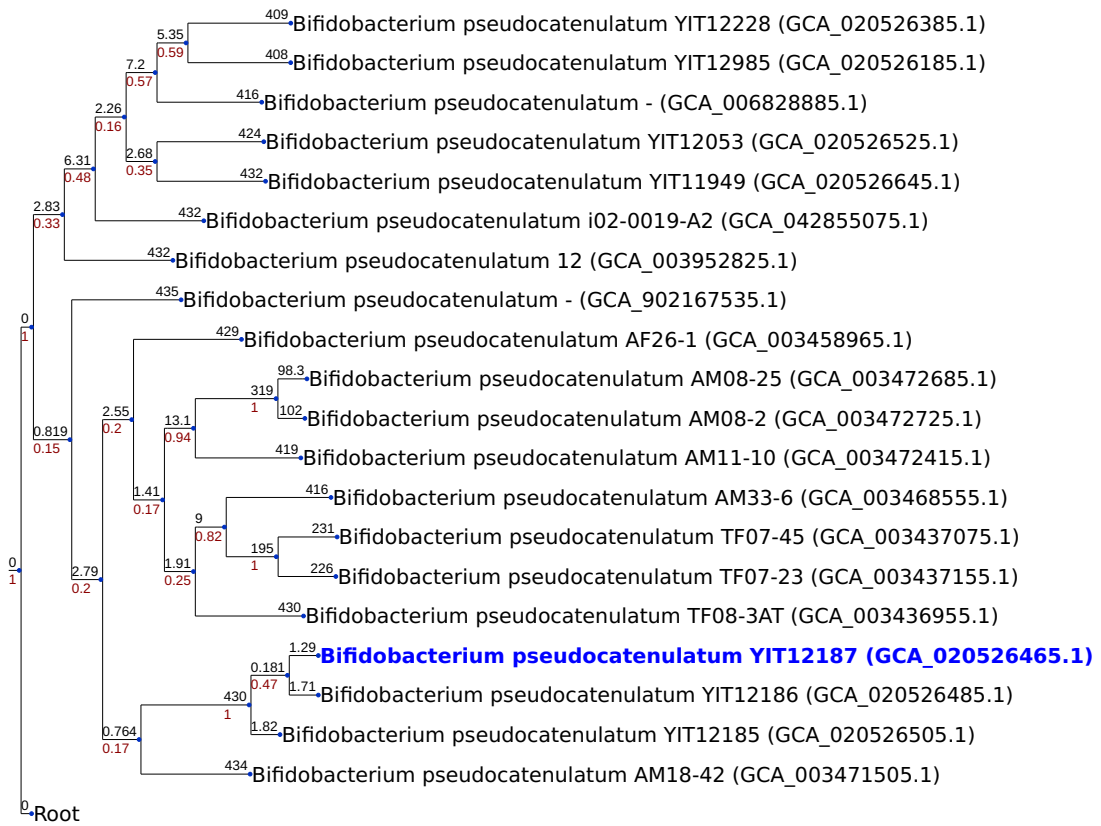 409 Bifidobacterium pseudocatenulatum YIT12228 (GCA_020526385.1)
5.35
0.59
408 Bifidobacterium pseudocatenulatum YIT12985 (GCA_020526185.1)
7.2
0.57
416 Bifidobacterium pseudocatenulatum - (GCA_006828885.1)
2.26
0.16
424 Bifidobacterium pseudocatenulatum YIT12053 (GCA_020526525.1)
2.68
0.35
6.31
0.48
432 Bifidobacterium pseudocatenulatum YIT11949 (GCA_020526645.1)
2.83
0.33
432 Bifidobacterium pseudocatenulatum i02-0019-A2 (GCA_042855075.1)
432 Bifidobacterium pseudocatenulatum 12 (GCA_003952825.1)
435 Bifidobacterium pseudocatenulatum - (GCA_902167535.1)
0
1
429 Bifidobacterium pseudocatenulatum AF26-1 (GCA_003458965.1)
98.3 Bifidobacterium pseudocatenulatum AM08-25 (GCA_003472685.1)
319
1
2.55
0.2
102 Bifidobacterium pseudocatenulatum AM08-2 (GCA_003472725.1)
13.1
0.94
0.819
0.15
419 Bifidobacterium pseudocatenulatum AM11-10 (GCA_003472415.1)
1.41
0.17
416 Bifidobacterium pseudocatenulatum AM33-6 (GCA_003468555.1)
9
0.82
231 Bifidobacterium pseudocatenulatum TF07-45 (GCA_003437075.1)
195
1
1.91
0.25
0
1
2.79
0.2
226 Bifidobacterium pseudocatenulatum TF07-23 (GCA_003437155.1)
430 Bifidobacterium pseudocatenulatum TF08-3AT (GCA_003436955.1)
1.29 Bifidobacterium pseudocatenulatum YIT12187 (GCA_020526465.1)
0.181
0.47
1.71 Bifidobacterium pseudocatenulatum YIT12186 (GCA_020526485.1)
430
1
1.82 Bifidobacterium pseudocatenulatum YIT12185 (GCA_020526505.1)
0.764
0.17
434 Bifidobacterium pseudocatenulatum AM18-42 (GCA_003471505.1)
0 Root